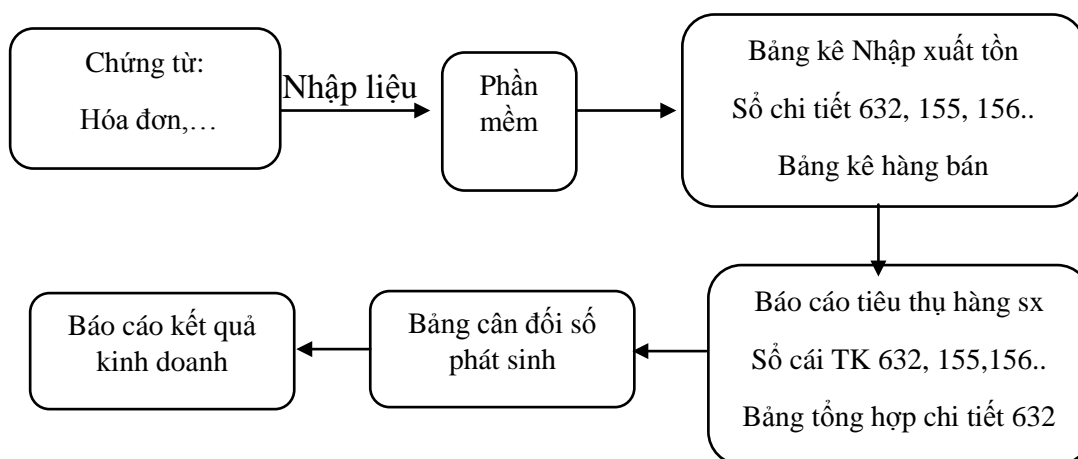 Chứng từ:
Hóa đơn,…
Nhập liệu
Phần
mềm
Bảng kê Nhập xuất tồn
Sổ chi tiết 632, 155, 156..
Bảng kê hàng bán
Báo cáo tiêu thụ hàng sx
Sổ cái TK 632, 155,156..
Bảng tổng hợp chi tiết 632
Bảng cân đối số
phát sinh
Báo cáo kết quả
kinh doanh